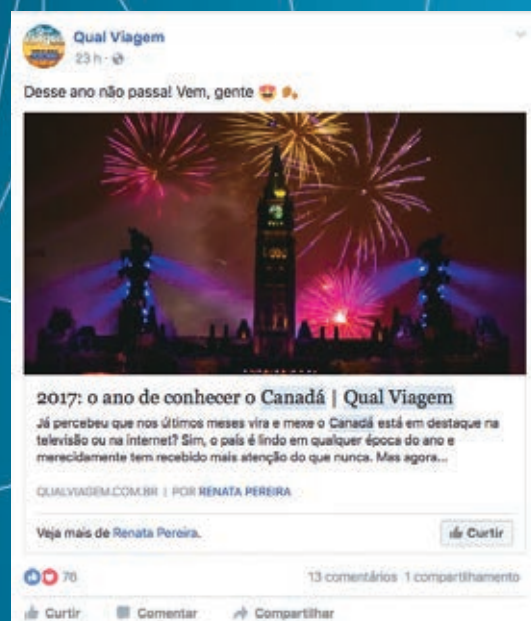 Qual Viagem
23 h ·
Desse ano não passa! Vem, gente
2017: o ano de conhecer o Canadá | Qual Viagem
Já percebeu que nos últimos meses vira e mexe o Canadá está em destaque na
televisão ou na internet? Sim, o país é lindo em qualquer época do ano e
merecidamente tem recebido mais atenção do que nunca. Mas agora...
QUALVIAGEM.COM.BR | POR RENATA PEREIRA
Veja mais de Renata Pereira.
Curtir
76
13 comentários 1 compartilhamento
Curtir Comentar Compartilhar